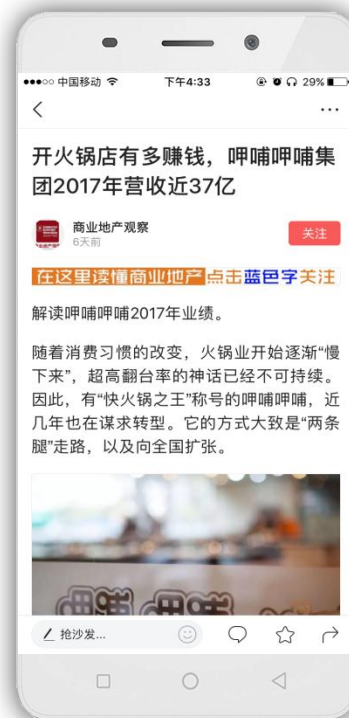 中国移动
下午4:33
29%
开火锅店有多赚钱，呷哺呷哺集
团2017年营收近37亿
商业地产观察
6天前
关注
在这里读懂商业地产点击蓝色字关注
解读呷哺呷哺2017年业绩。
随着消费习惯的改变，火锅业开始逐渐“慢
下来”，超高翻台率的神话已经不可持续。
因此，有“快火锅之王”称号的呷哺呷哺，近
几年也在谋求转型。它的方式大致是“两条
腿”走路，以及向全国扩张。
呷哺呷哺
抢沙发...